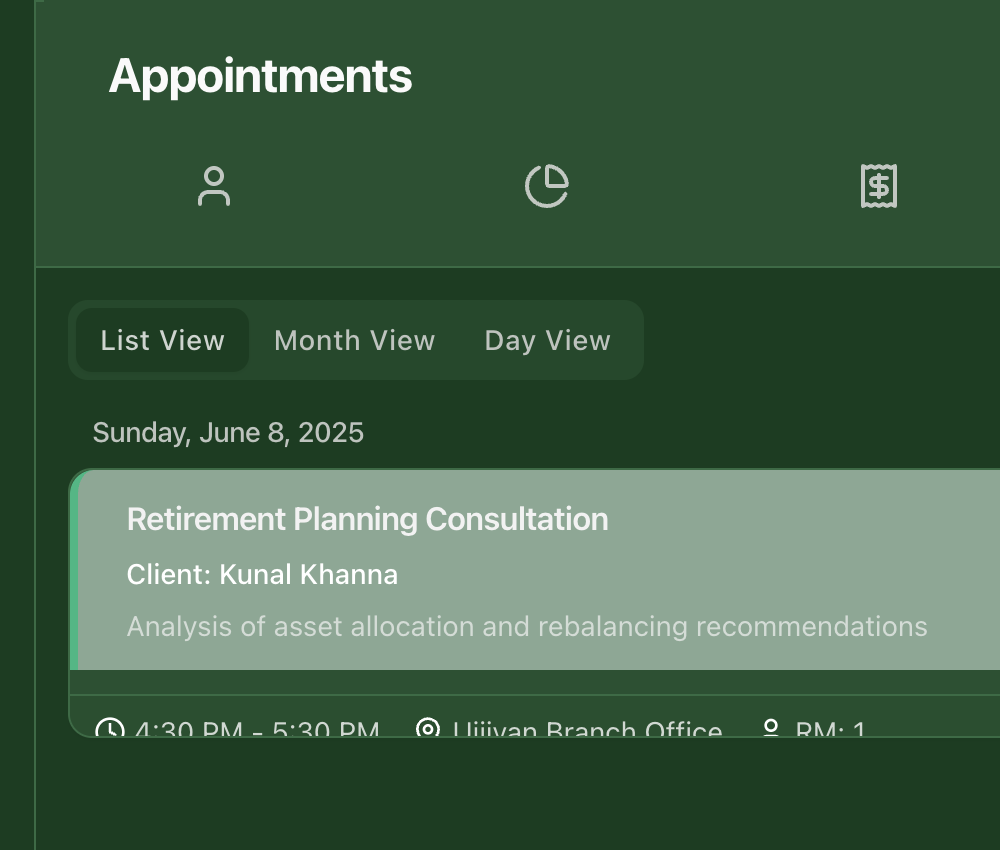 Appointments
List View Month View Day View
Sunday, June 8, 2025
Retirement Planning Consultation
Client: Kunal Khanna
Analysis of asset allocation and rebalancing recommendations
4:30 PM - 5:30 PM Ujjivan Branch Office RM: 1